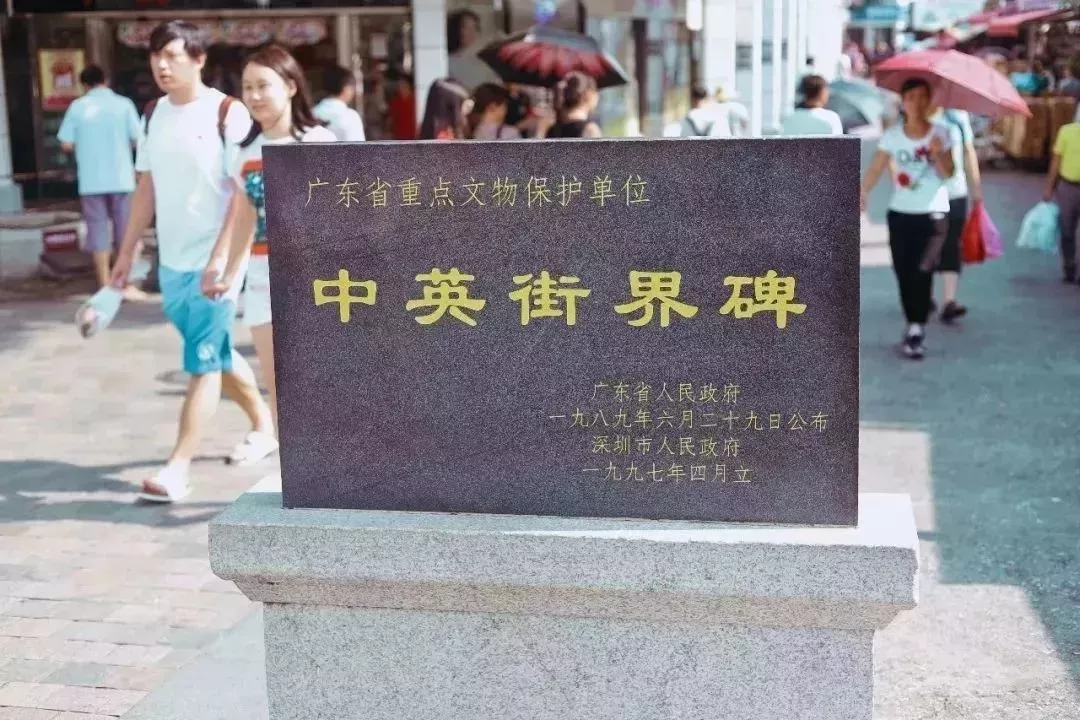 广东省重点文物保护单位
中英街界碑
广东省人民政府
一九八九年六月二十九日公布
深圳市人民政府
一九九七年四月立